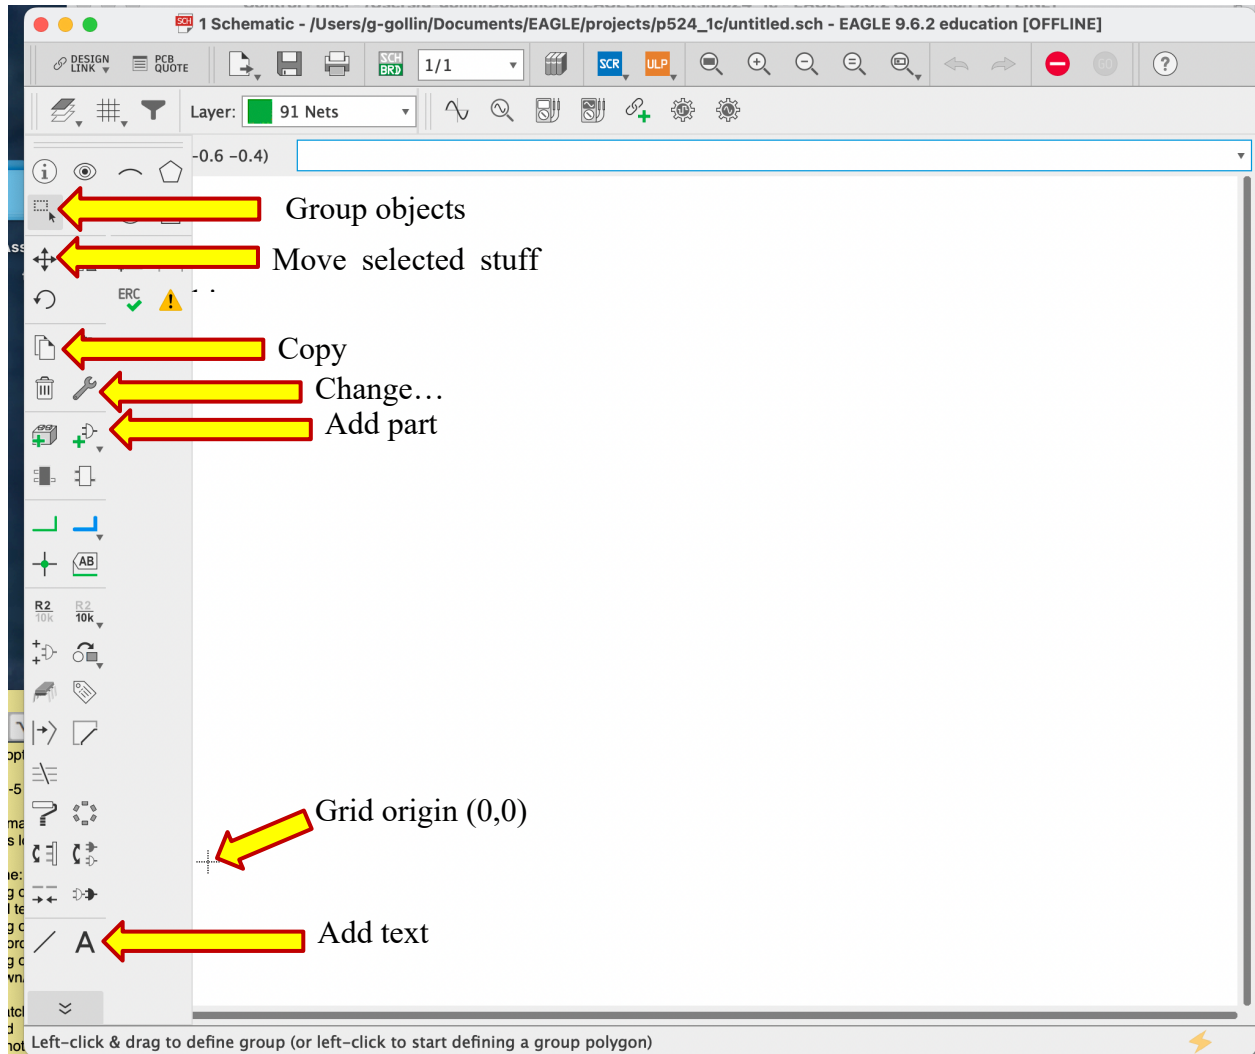 1 Schematic - /Users/g-gollin/Documents/EAGLE/projects/p524_1c/untitled.sch - EAGLE 9.6.2 education [OFFLINE]
DESIGN LINK
PCB QUOTE
SCH BRD
1/1
SCR
ULP
GO
?
Layer:
91 Nets
-0.6 -0.4)
Group objects
Move selected stuff
ERC
Copy
Change…
Add part
AB
R2 10k
R2 10k
Grid origin (0,0)
A
Add text
Left-click & drag to define group (or left-click to start defining a group polygon)